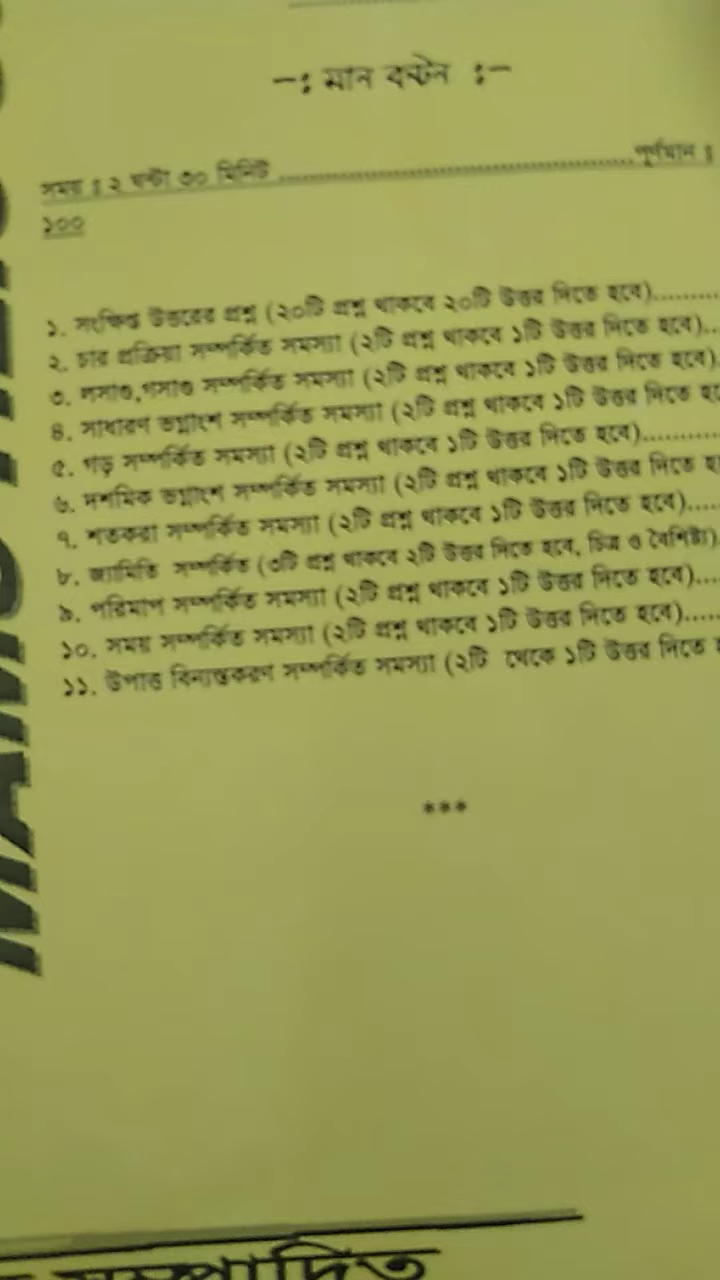 -: মান বন্টন :-
সময় : ২ ঘন্টা ৩০ মিনিট ........................................পূর্ণমান :
১০০
১. সংক্ষিপ্ত উত্তরের প্রশ্ন (২০টি প্রশ্ন থাকবে ২০টি উত্তর দিতে হবে).........
২. চার প্রক্রিয়া সম্পর্কিত সমস্যা (২টি প্রশ্ন থাকবে ১টি উত্তর দিতে হবে)..
৩. লসাগু,গসাগু সম্পর্কিত সমস্যা (২টি প্রশ্ন থাকবে ১টি উত্তর দিতে হবে)
৪. সাধারণ ভগ্নাংশ সম্পর্কিত সমস্যা (২টি প্রশ্ন থাকবে ১টি উত্তর দিতে
৫. গড় সম্পর্কিত সমস্যা (২টি প্রশ্ন থাকবে ১টি উত্তর দিতে হবে)...........
৬. দশমিক ভগ্নাংশ সম্পর্কিত সমস্যা (২টি প্রশ্ন থাকবে ১টি উত্তর দিতে
৭. শতকরা সম্পর্কিত সমস্যা (২টি প্রশ্ন থাকবে ১টি উত্তর দিতে হবে).....
৮. জ্যামিতি সম্পর্কিত (৩টি প্রশ্ন থাকবে ২টি উত্তর দিতে হবে, চিত্র ও বৈশিষ্ট্য)
৯. পরিমাপ সম্পর্কিত সমস্যা (২টি প্রশ্ন থাকবে ১টি উত্তর দিতে হবে)....
১০. সময় সম্পর্কিত সমস্যা (২টি প্রশ্ন থাকবে ১টি উত্তর দিতে হবে).....
১১. উপাত্ত বিন্যস্তকরণ সম্পর্কিত সমস্যা (২টি থেকে ১টি উত্তর দিতে
***
সম্পাদিত